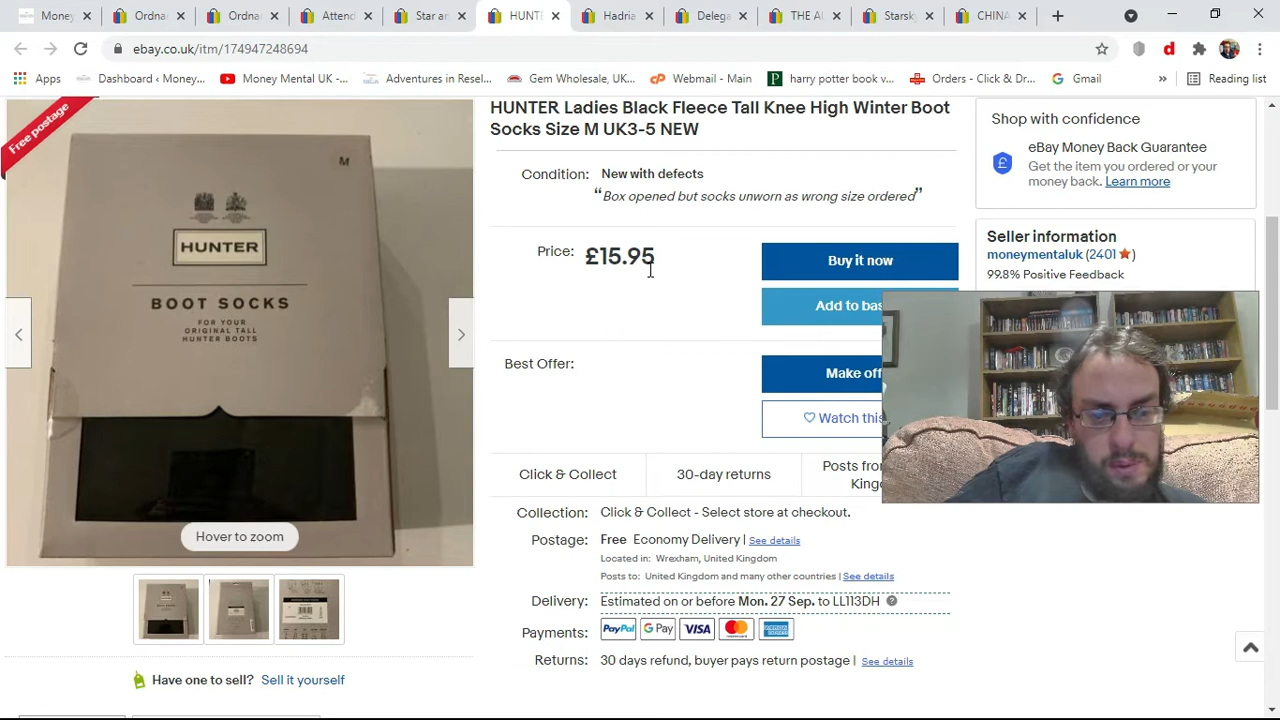 Money
Ordna
Ordna
Attend
Star an
HUNT
Hadria
Delega
THE A
Starsky
CHINA
ebay.co.uk/itm/174947248694
Apps
Dashboard ‹ Money...
Money Mental UK -...
Adventures in Resel...
Gem Wholesale, UK...
Webmail - Main
harry potter book v...
Orders - Click & Dr...
Gmail
»
Reading list
Free postage
M
HUNTER
BOOT SOCKS
FOR YOUR
ORIGINAL TALL
HUNTER BOOTS
Hover to zoom
Have one to sell? Sell it yourself
HUNTER Ladies Black Fleece Tall Knee High Winter Boot
Socks Size M UK3-5 NEW
Condition: New with defects
“Box opened but socks unworn as wrong size ordered”
Price: £15.95
Buy it now
Add to bas
Best Offer:
Make off
Watch this
Click & Collect
30-day returns
Posts from
King
Collection: Click & Collect - Select store at checkout.
Postage: Free Economy Delivery | See details
Located in: Wrexham, United Kingdom
Posts to: United Kingdom and many other countries | See details
Delivery: Estimated on or before Mon. 27 Sep. to LL113DH
Payments: PayPal G Pay VISA mastercard AMERICAN EXPRESS
Returns: 30 days refund, buyer pays return postage | See details
Shop with confidence
eBay Money Back Guarantee
Get the item you ordered or your
money back. Learn more
Seller information
moneymentaluk (2401)
99.8% Positive Feedback